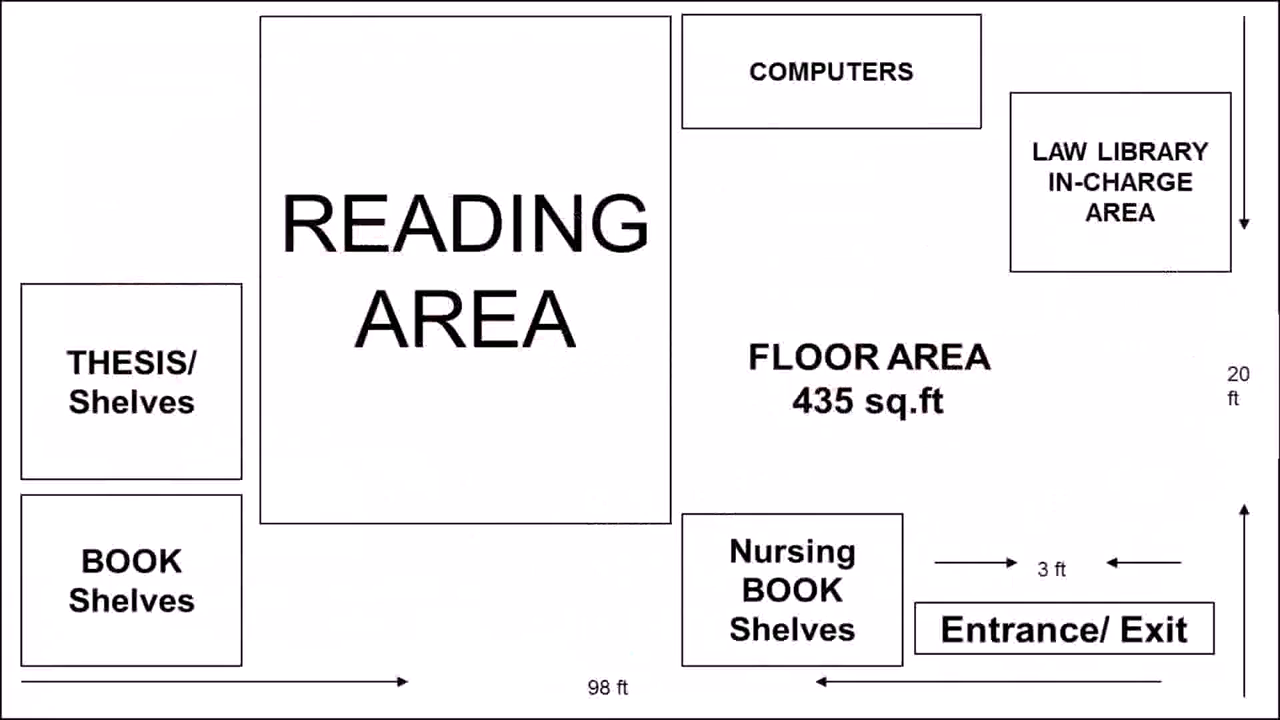 READING
AREA
COMPUTERS
LAW LIBRARY
IN-CHARGE
AREA
THESIS/
Shelves
FLOOR AREA
435 sq.ft
20
ft
BOOK
Shelves
Nursing
BOOK
Shelves
3 ft
Entrance/ Exit
98 ft